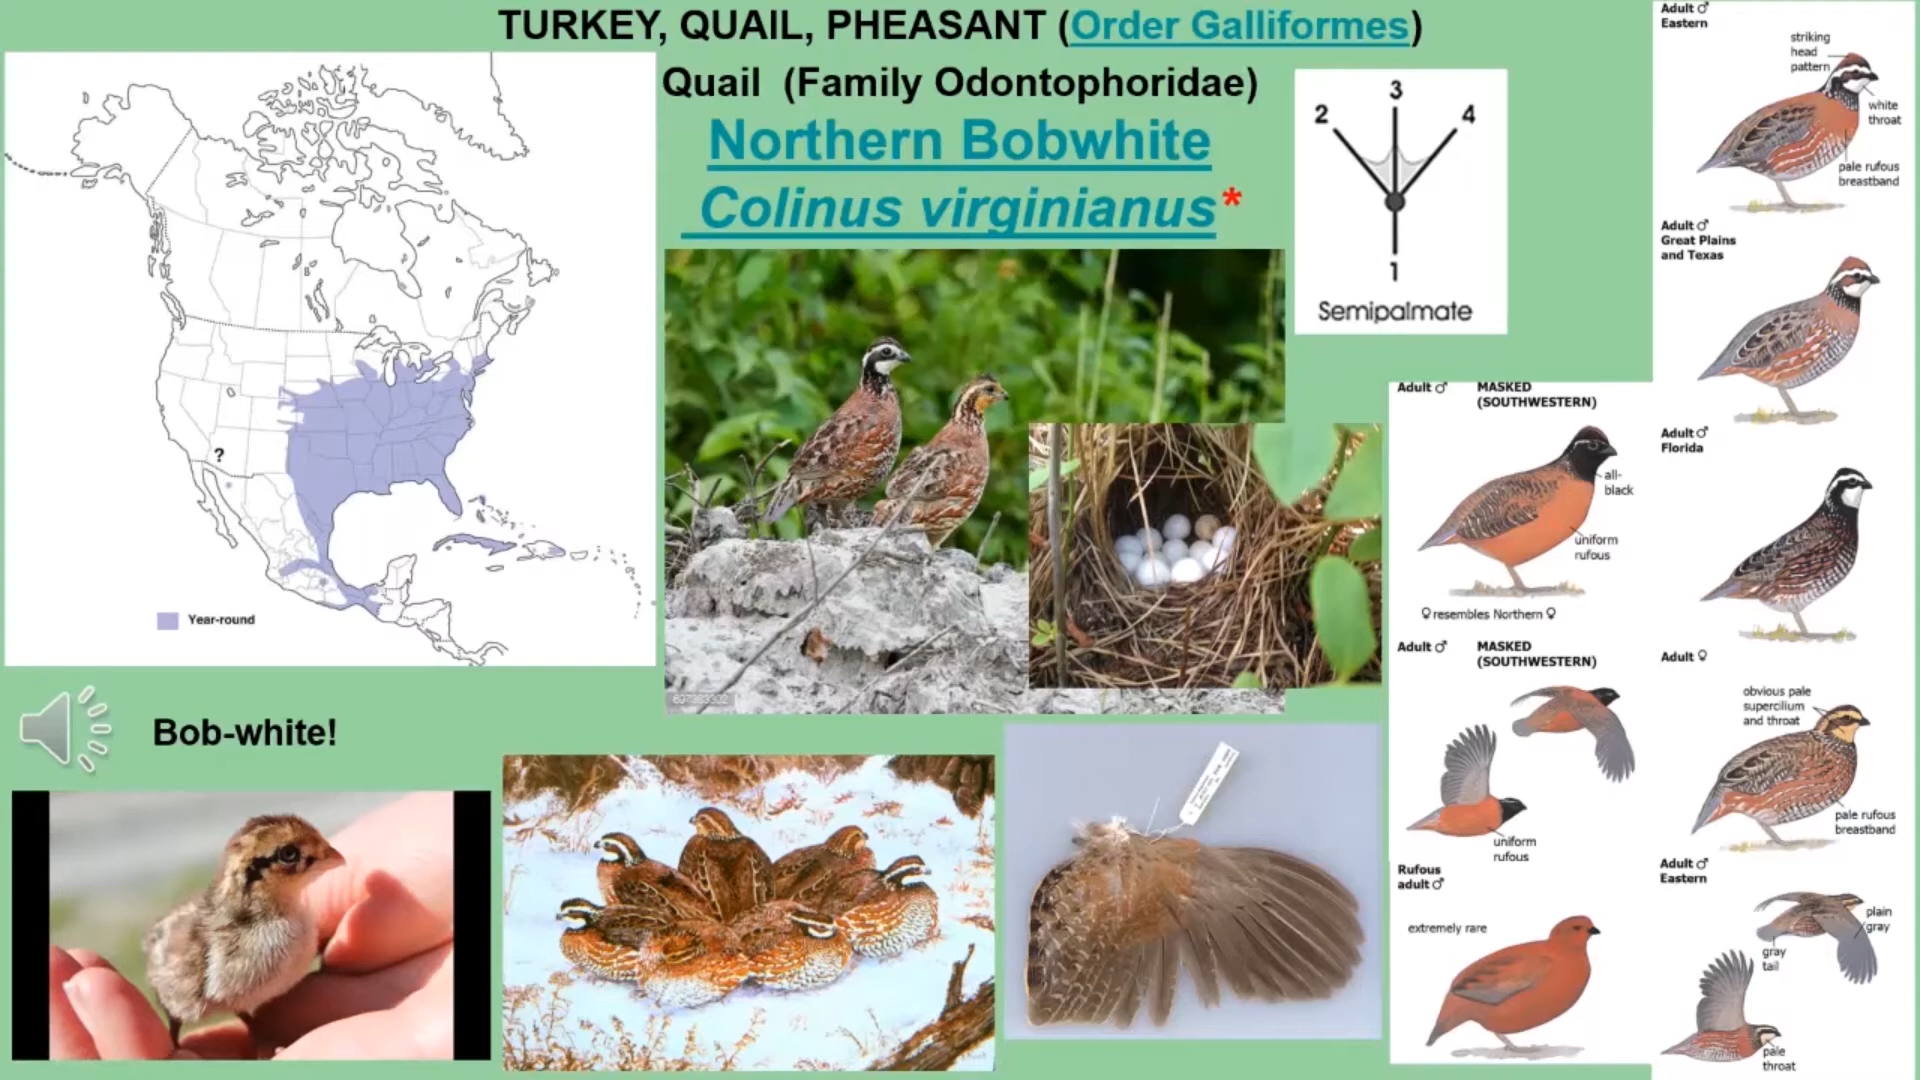 TURKEY, QUAIL, PHEASANT (Order Galliformes)
Quail (Family Odontophoridae)
Northern Bobwhite
Colinus virginianus*
?
Year-round
2
3
4
1
Semipalmate
Bob-white!
Adult ♂
Eastern
striking
head
pattern
white
throat
pale rufous
breastband
Adult ♂
Great Plains
and Texas
Adult ♂
Florida
Adult ♂ MASKED
(SOUTHWESTERN)
all-
black
uniform
rufous
♀ resembles Northern ♀
Adult ♂ MASKED
(SOUTHWESTERN)
uniform
rufous
Rufous
adult ♂
extremely rare
Adult ♀
obvious pale
supercilium
and throat
pale rufous
breastband
Adult ♂
Eastern
plain
gray
gray
tail
pale
throat